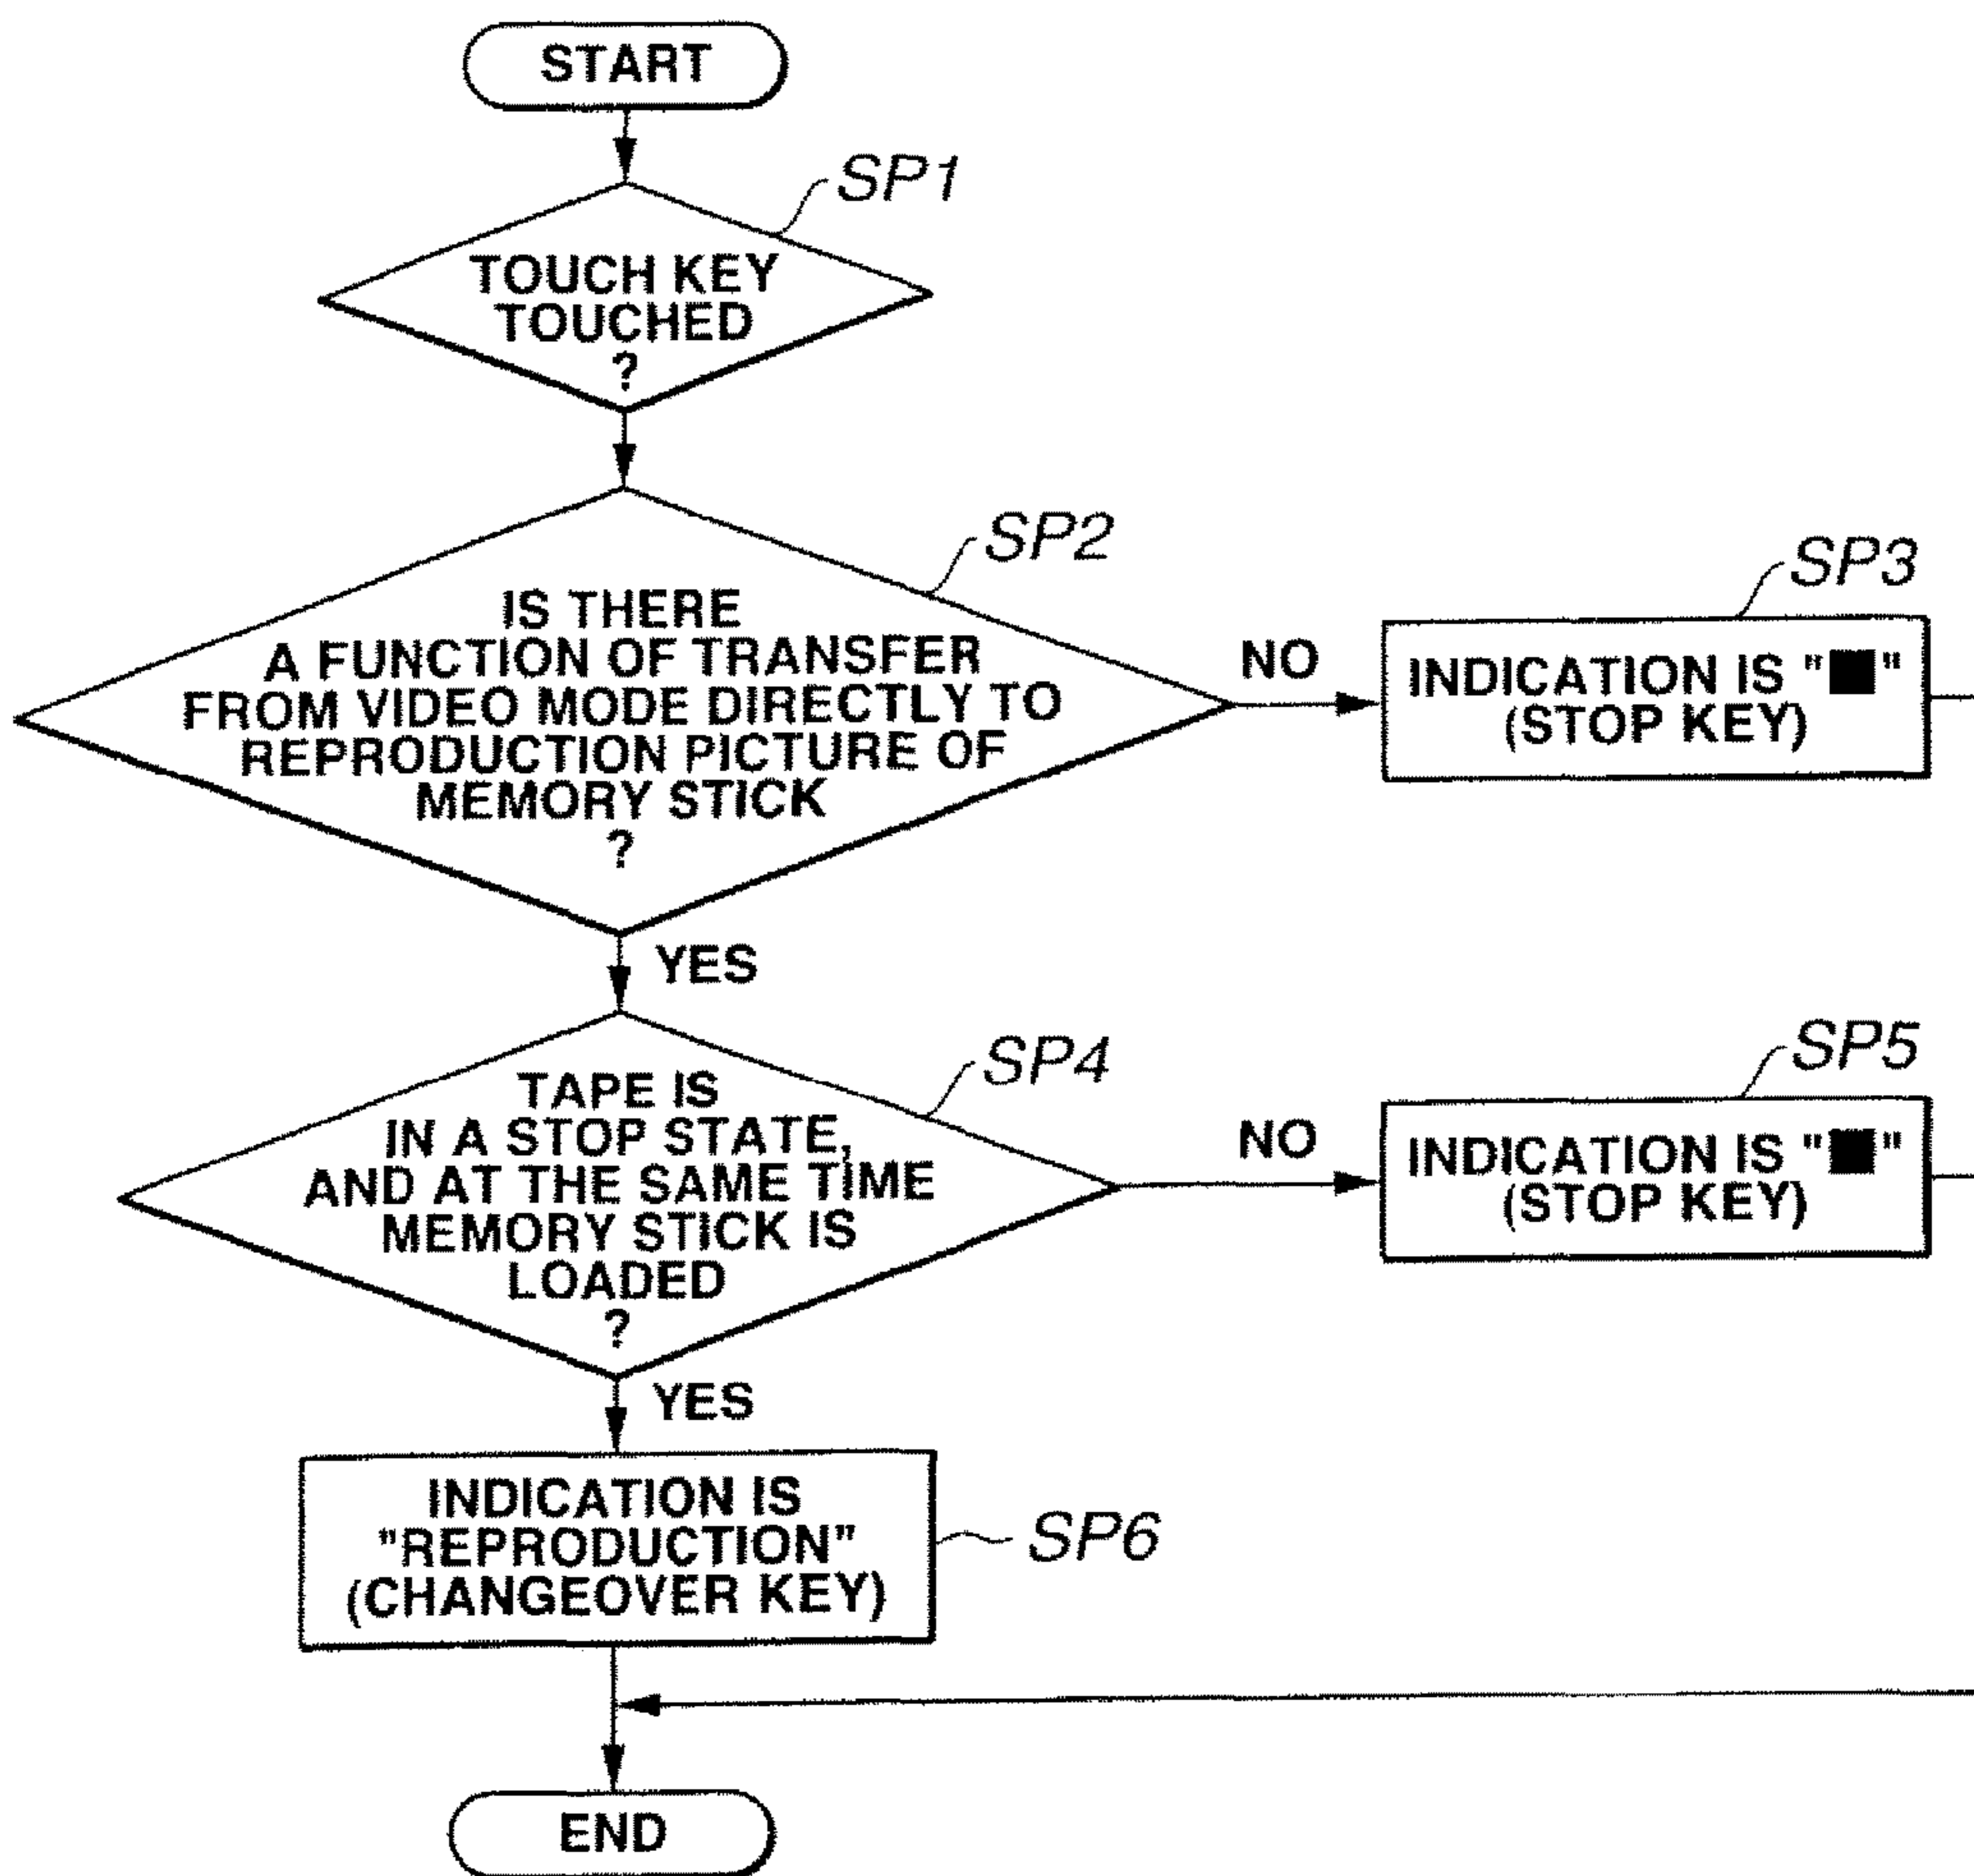 START
SP1
TOUCH KEY
TOUCHED
?
SP2
IS THERE
A FUNCTION OF TRANSFER
FROM VIDEO MODE DIRECTLY TO
REPRODUCTION PICTURE OF
MEMORY STICK
?
NO
SP3
INDICATION IS "■"
(STOP KEY)
YES
SP4
TAPE IS
IN A STOP STATE,
AND AT THE SAME TIME
MEMORY STICK IS
LOADED
?
NO
SP5
INDICATION IS "■"
(STOP KEY)
YES
INDICATION IS
"REPRODUCTION"
(CHANGEOVER KEY)
SP6
END